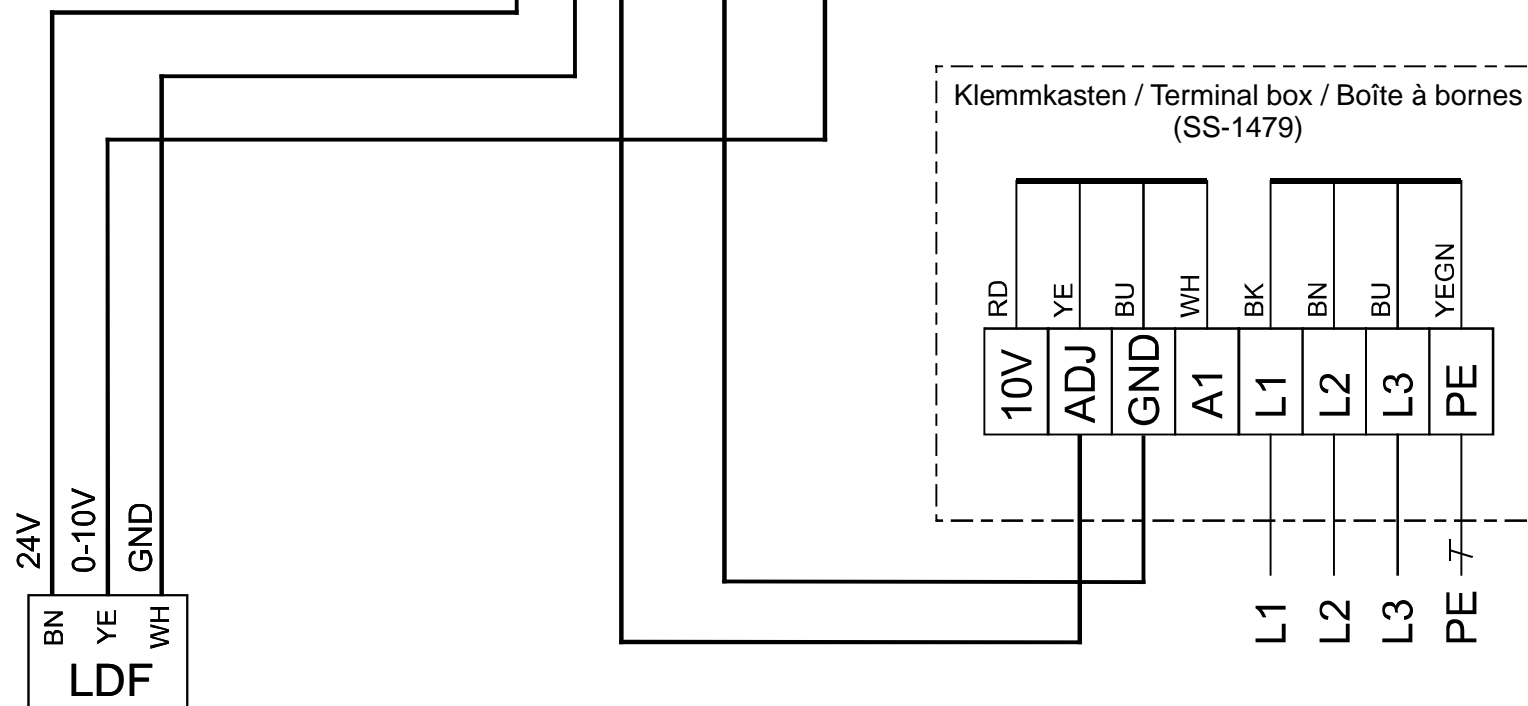 Klemmkasten / Terminal box / Boîte à bornes
(SS-1479)
RD YE BU WH BK BN BU YEGN
10V ADJ GND A1 L1 L2 L3 PE
24V 0-10V GND
BN YE WH
LDF
L1 L2 L3 PE